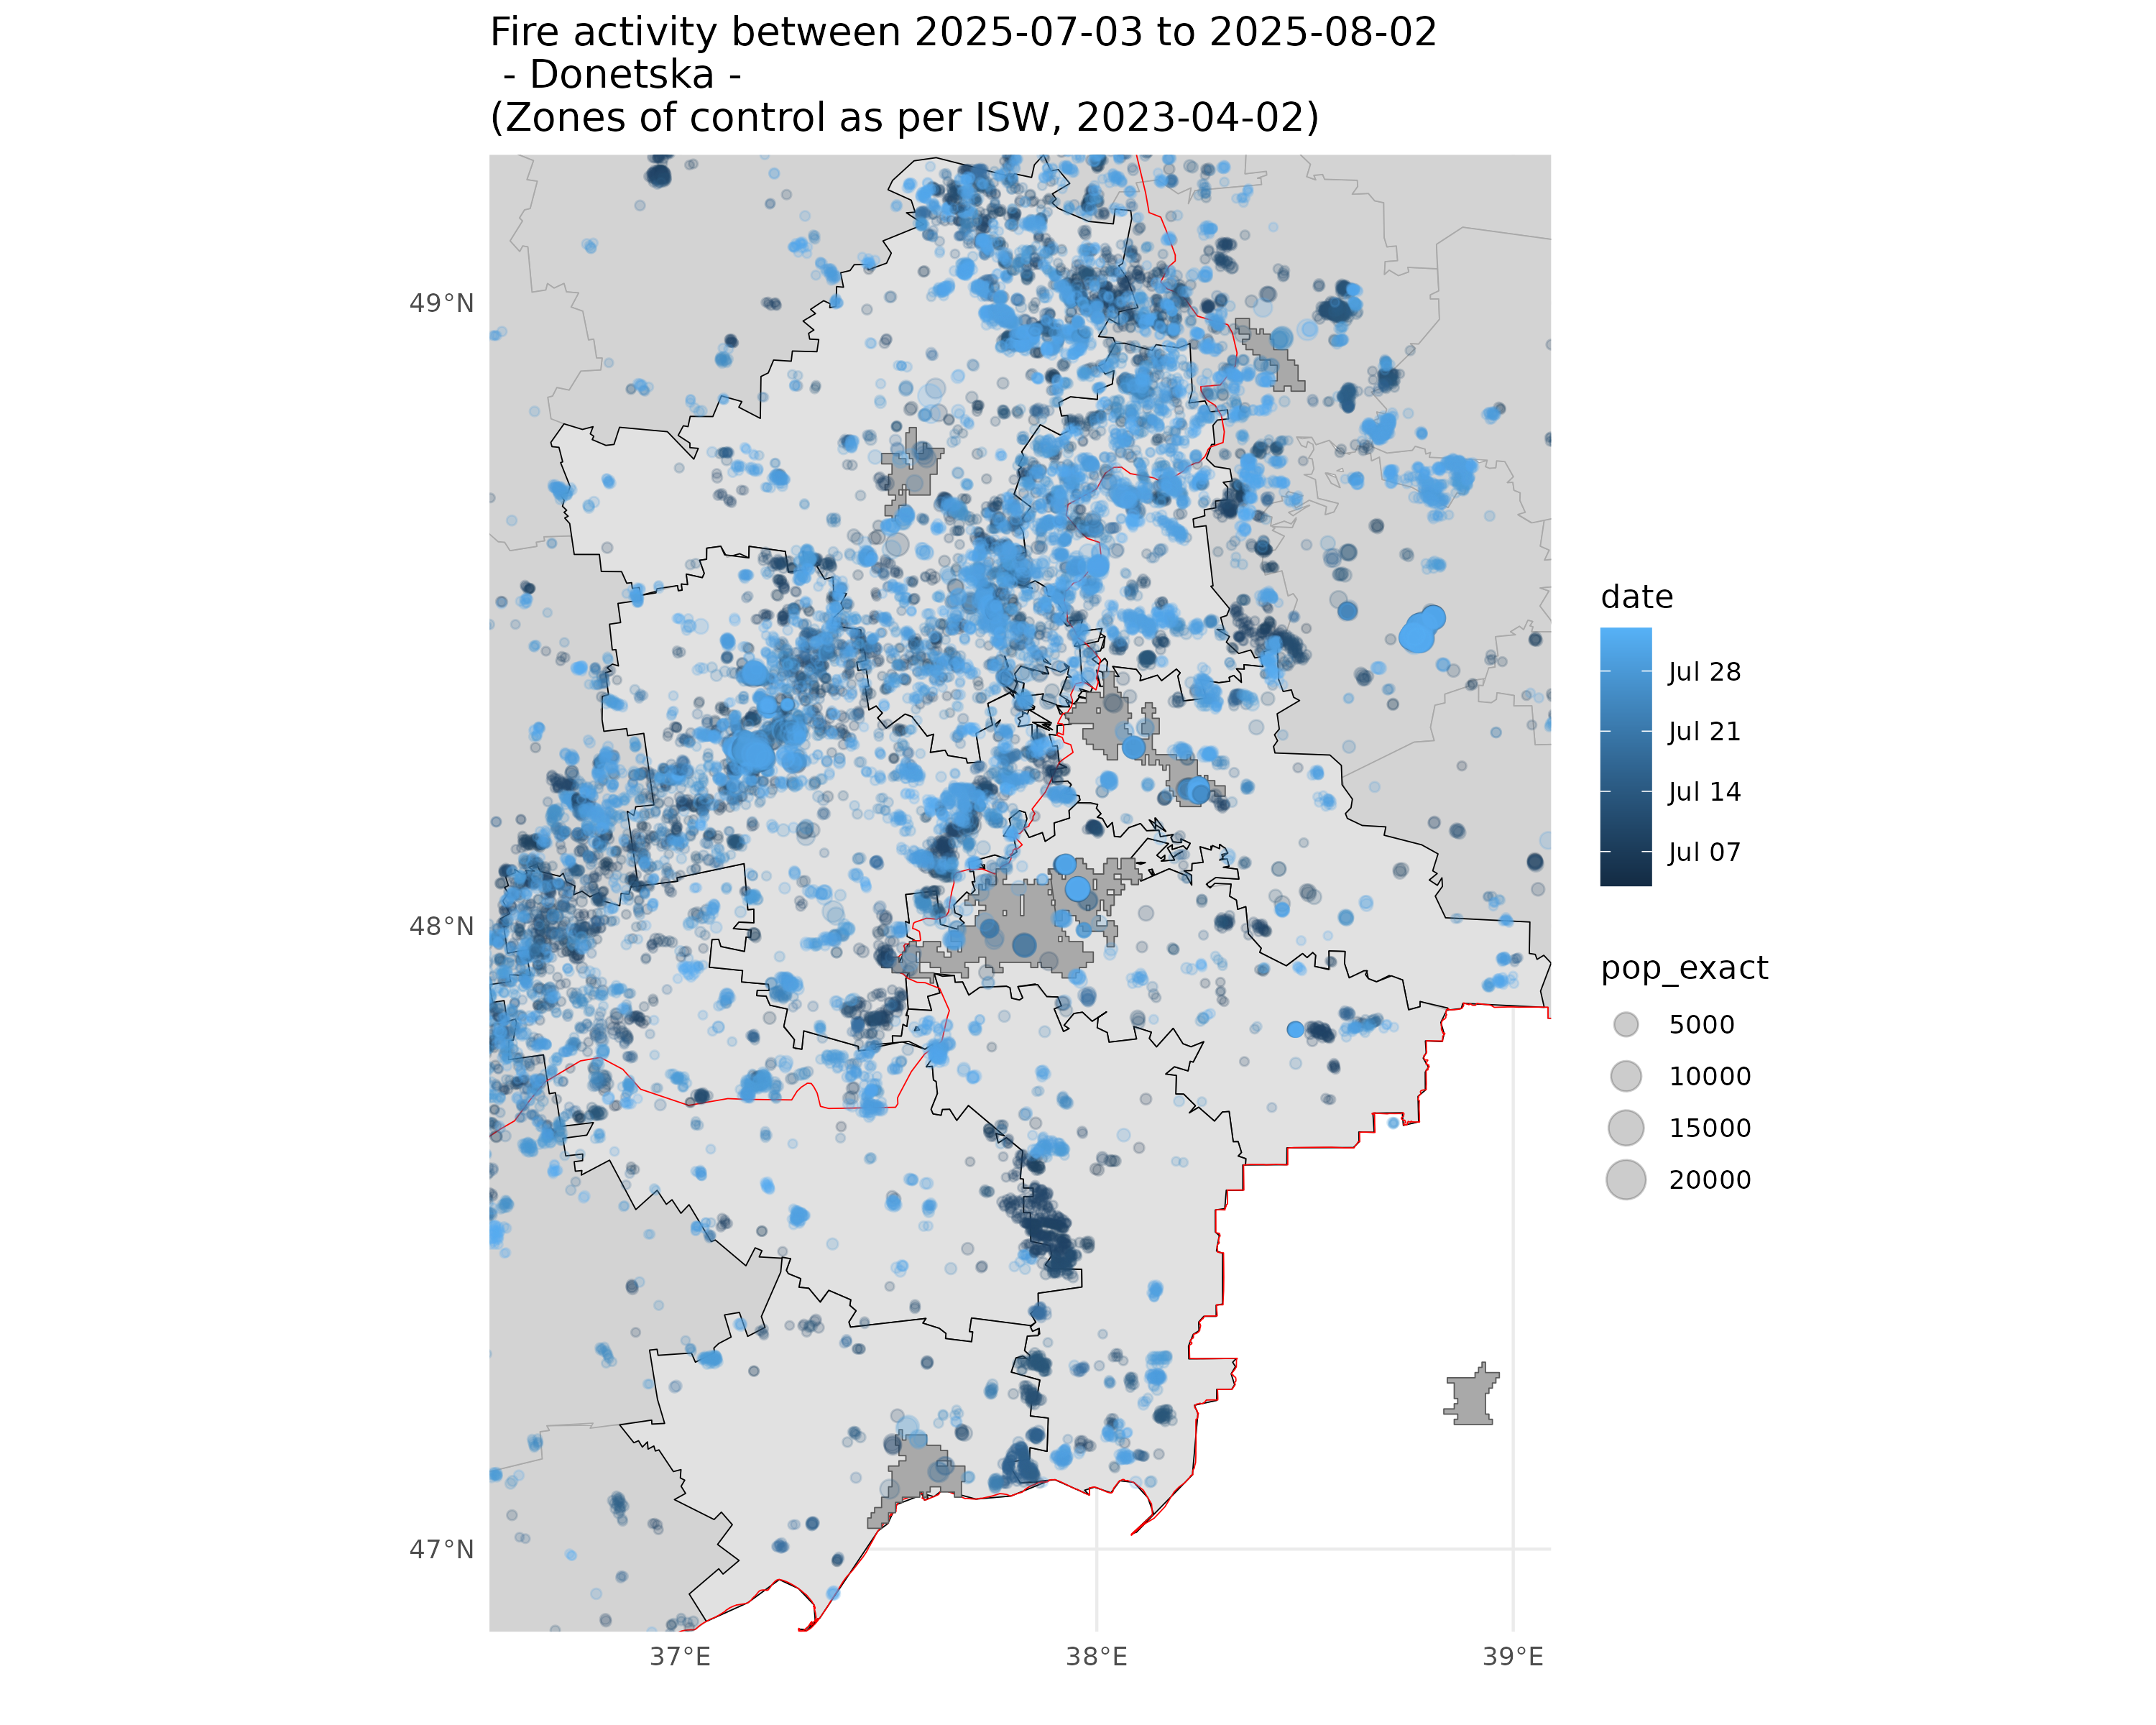 Fire activity between 2025-07-03 to 2025-08-02
- Donetska -
(Zones of control as per ISW, 2023-04-02)
49°N
48°N
47°N
37°E
38°E
39°E
date
Jul 28
Jul 21
Jul 14
Jul 07
pop_exact
5000
10000
15000
20000